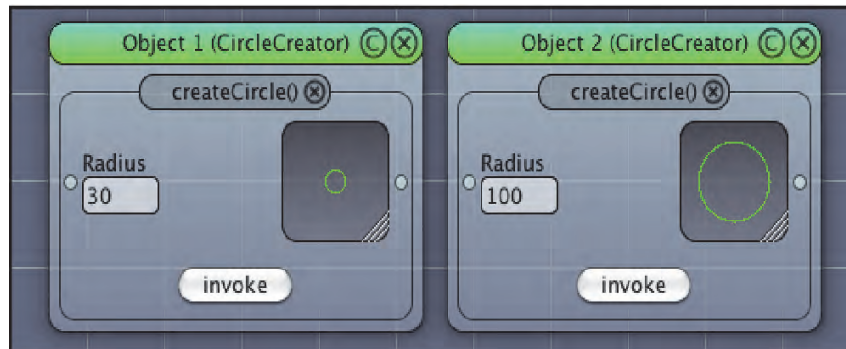 Object 1 (CircleCreator) C X
createCircle() X
Radius
30
invoke
Object 2 (CircleCreator) C X
createCircle() X
Radius
100
invoke